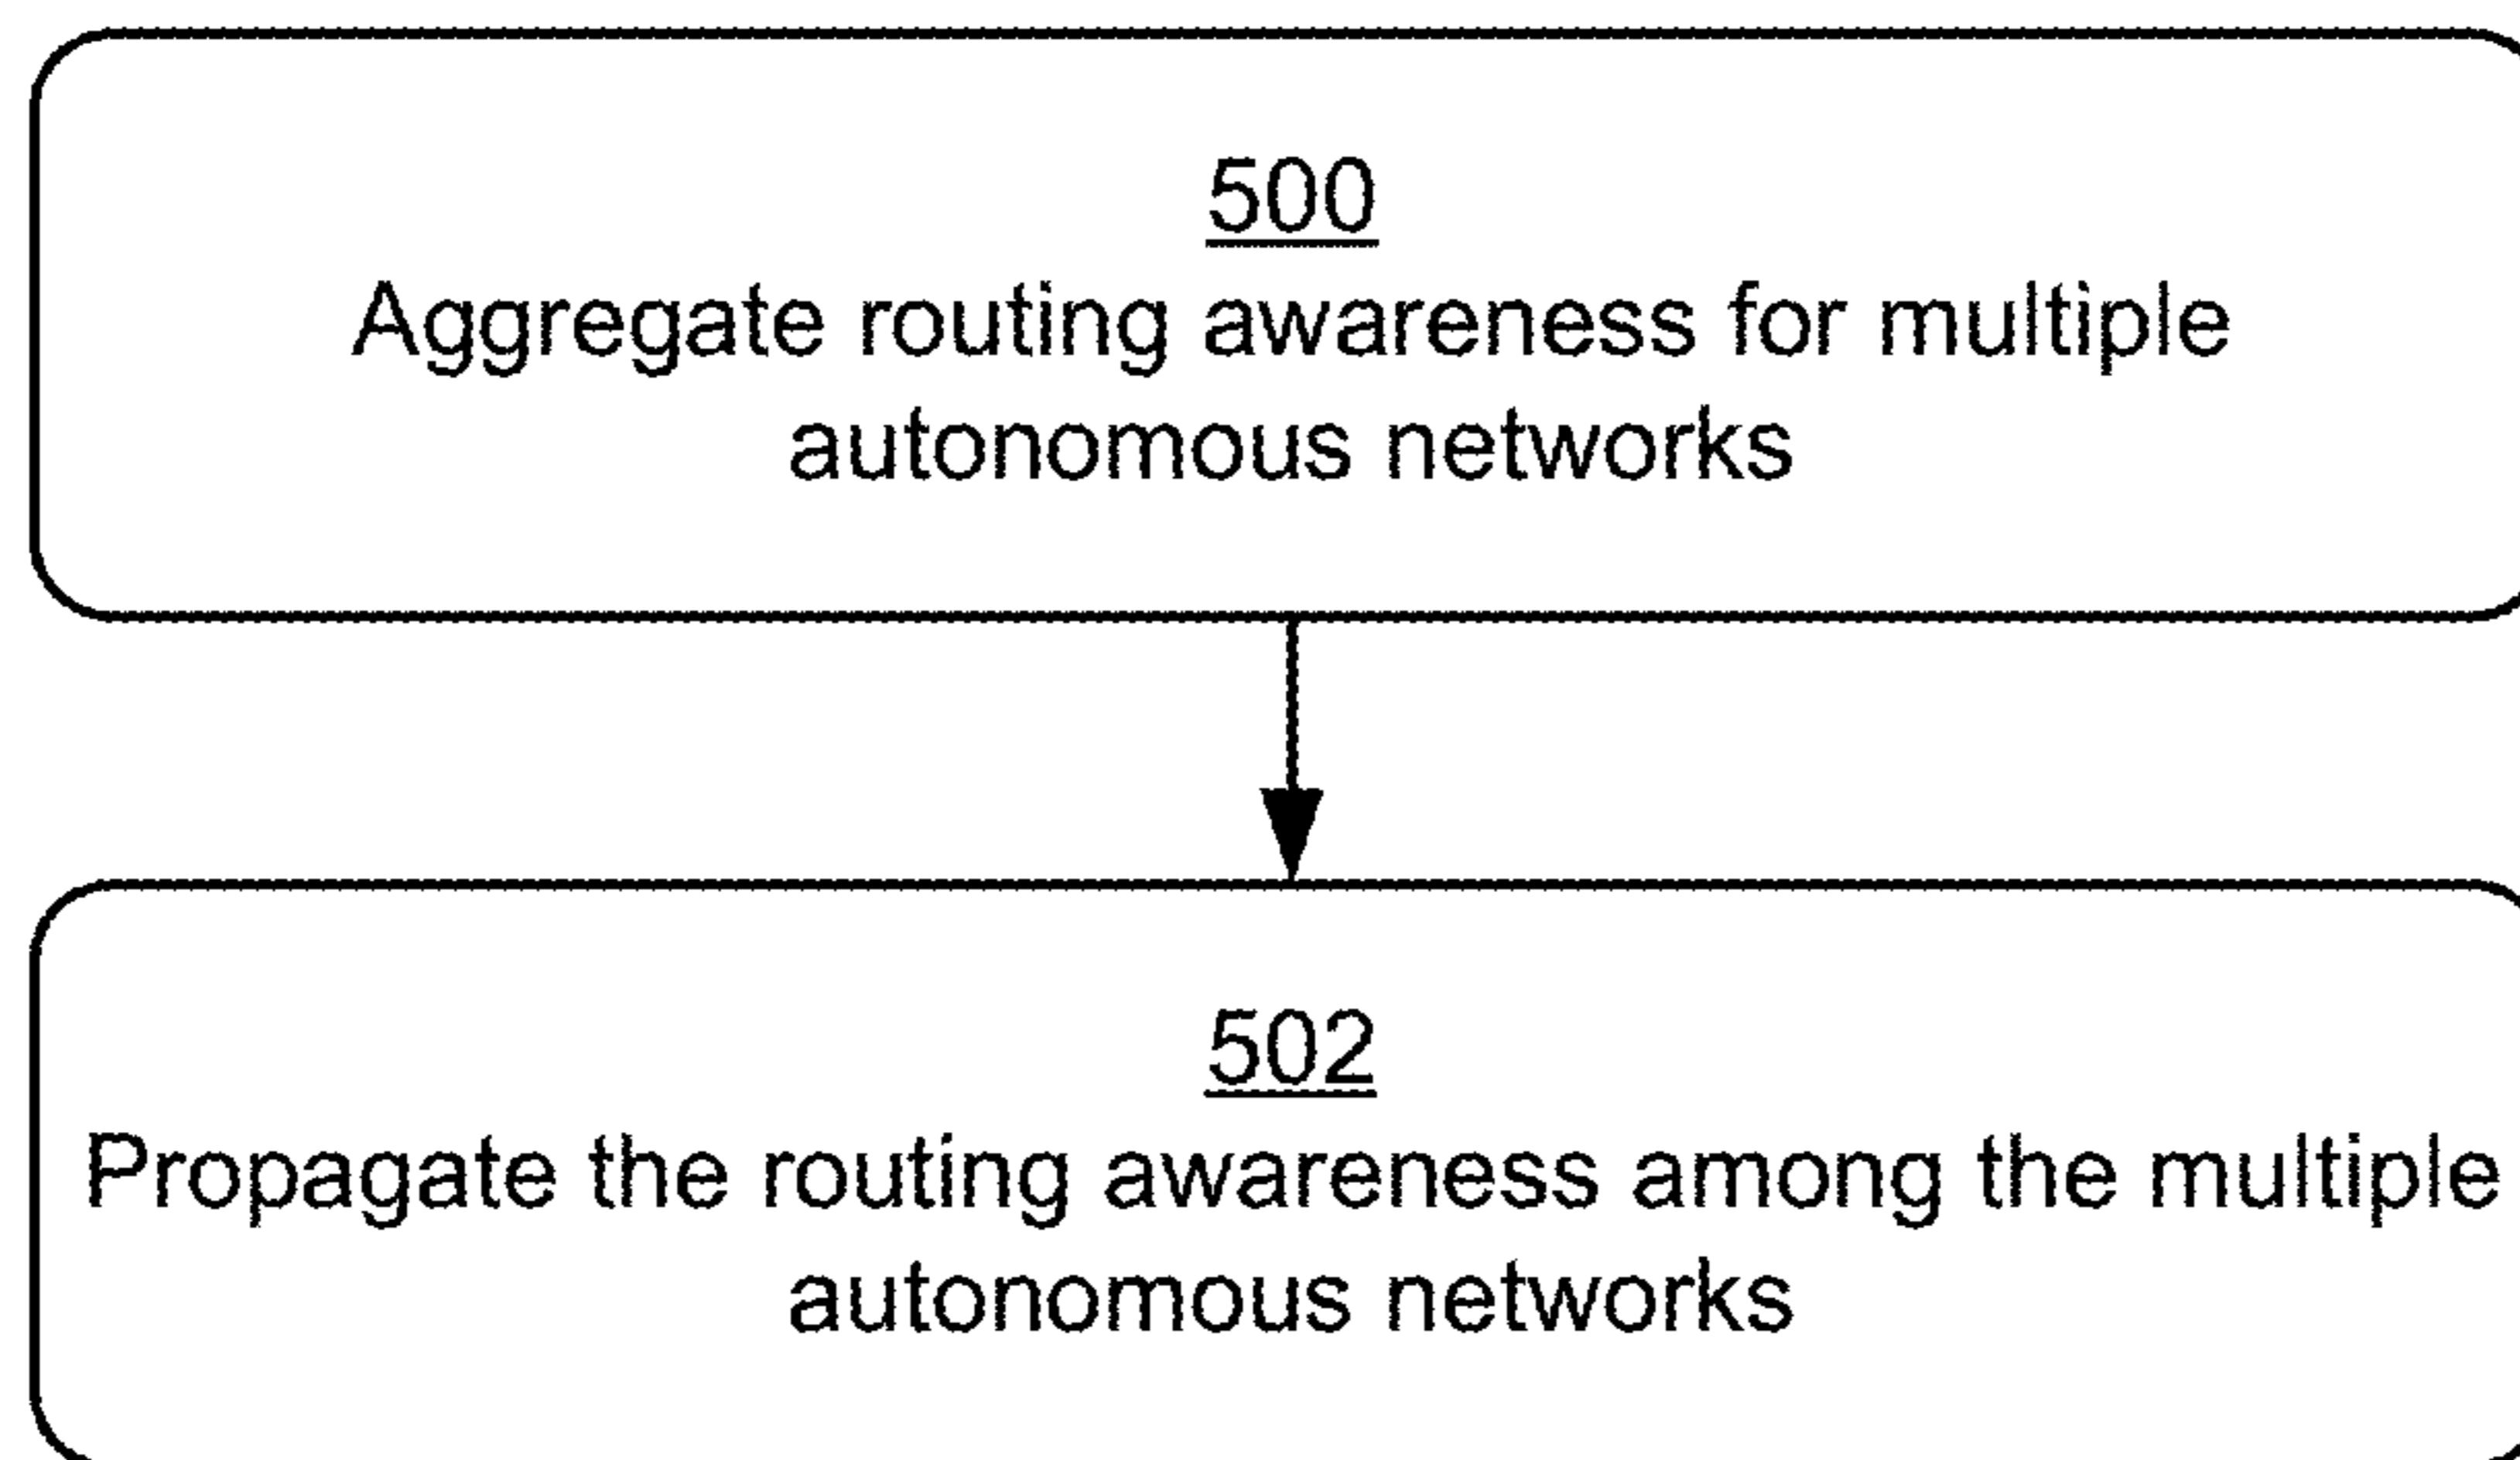 500
Aggregate routing awareness for multiple
autonomous networks
502
Propagate the routing awareness among the multiple
autonomous networks